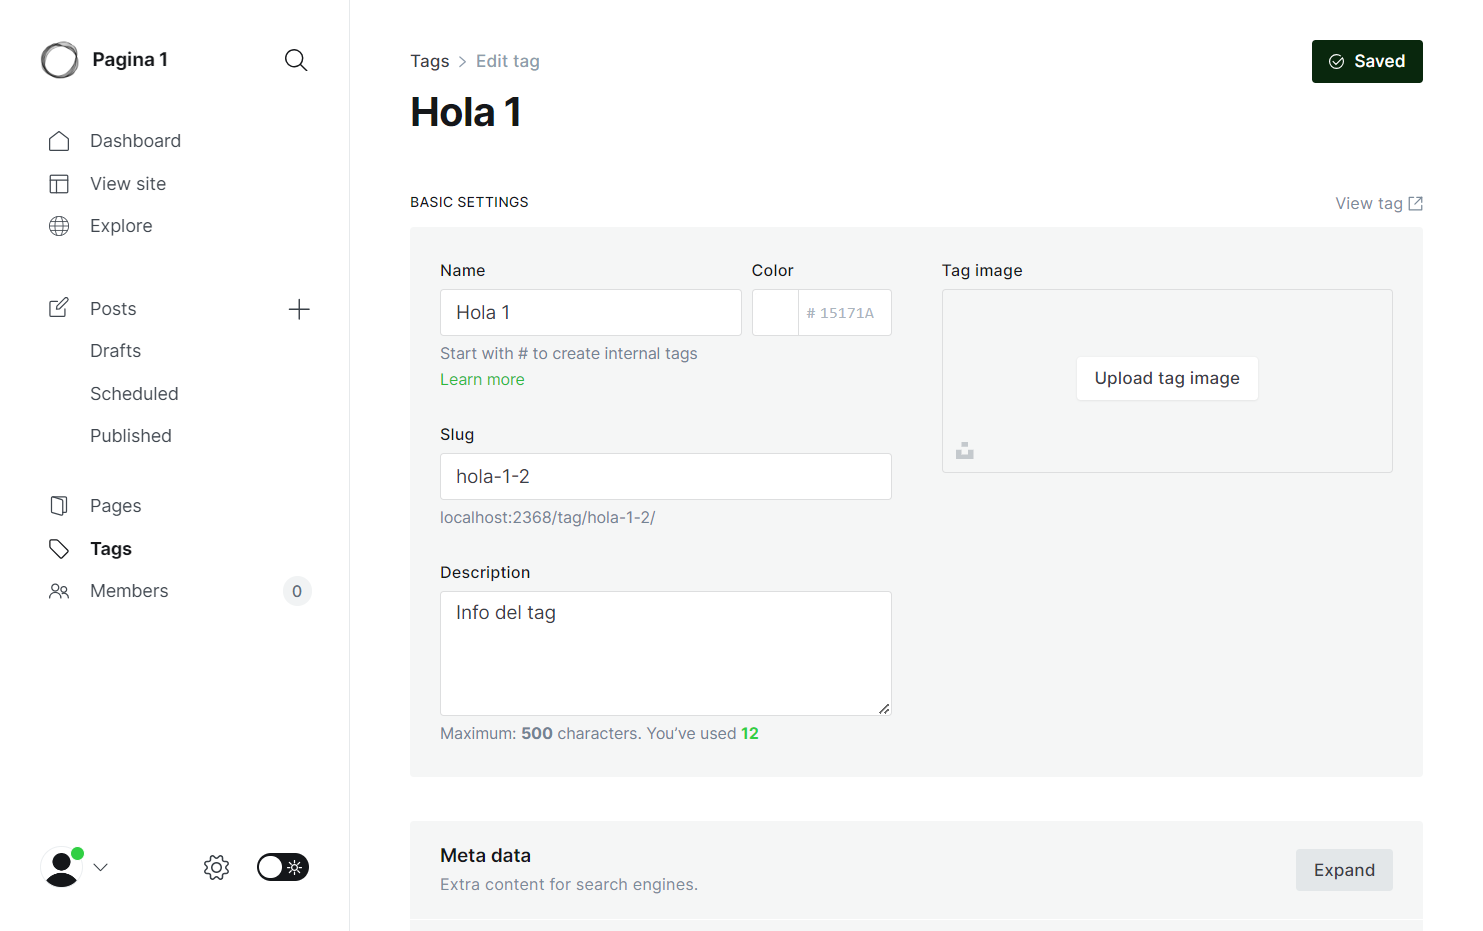 Pagina 1
Dashboard
View site
Explore
Posts
Drafts
Scheduled
Published
Pages
Tags
Members
0
Tags > Edit tag
Saved
Hola 1
BASIC SETTINGS
View tag
Name
Hola 1
Start with # to create internal tags
Learn more
Color
# 15171A
Slug
hola-1-2
localhost:2368/tag/hola-1-2/
Description
Info del tag
Maximum: 500 characters. You’ve used 12
Tag image
Upload tag image
Meta data
Extra content for search engines.
Expand